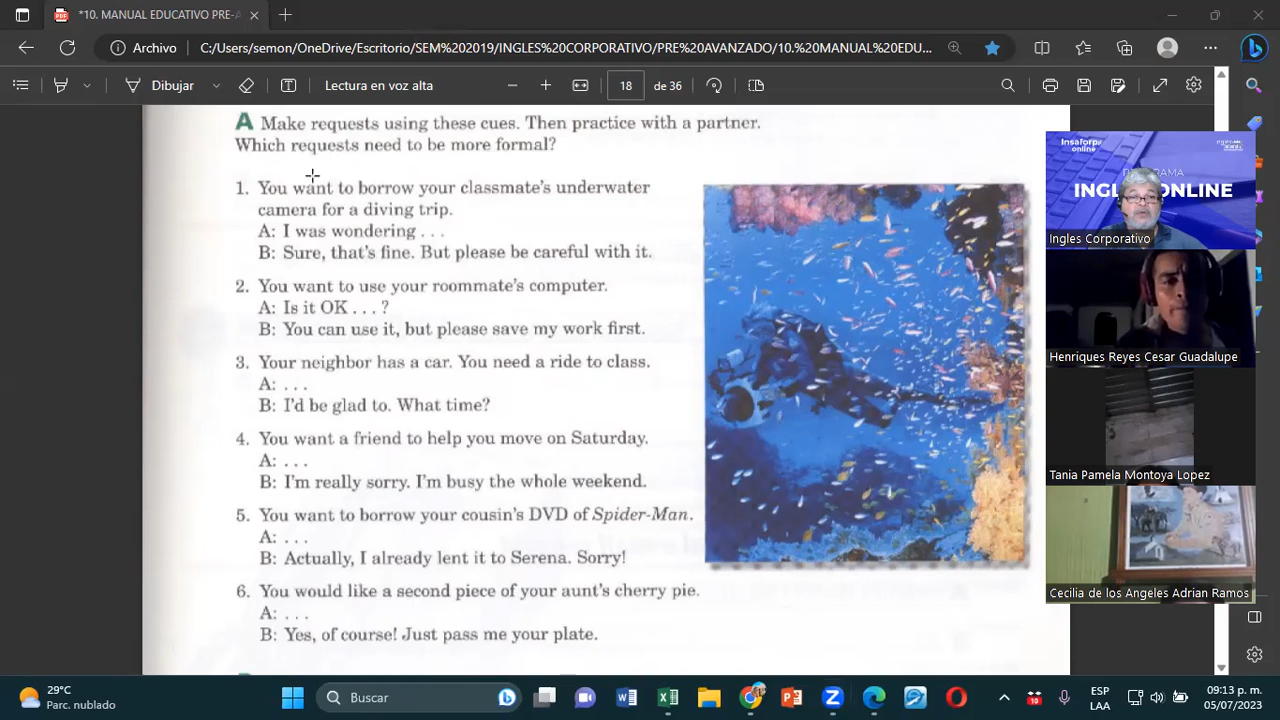 *10. MANUAL EDUCATIVO PRE-A
Archivo
C:/Users/semon/OneDrive/Escritorio/SEM%202019/INGLES%20CORPORATIVO/PRE%20AVANZADO/10.%20MANUAL%20EDU...
Dibujar
Lectura en voz alta
18
de 36
A Make requests using these cues. Then practice with a partner.
Which requests need to be more formal?
1. You want to borrow your classmate's underwater
camera for a diving trip.
A: I was wondering . . .
B: Sure, that's fine. But please be careful with it.
2. You want to use your roommate's computer.
A: Is it OK . . . ?
B: You can use it, but please save my work first.
3. Your neighbor has a car. You need a ride to class.
A: . . .
B: I'd be glad to. What time?
4. You want a friend to help you move on Saturday.
A: . . .
B: I'm really sorry. I'm busy the whole weekend.
5. You want to borrow your cousin's DVD of Spider-Man.
A: . . .
B: Actually, I already lent it to Serena. Sorry!
6. You would like a second piece of your aunt's cherry pie.
A: . . .
B: Yes, of course! Just pass me your plate.
Insaforp
online
Ingles Corporativo
Henriques Reyes Cesar Guadalupe
Tania Pamela Montoya Lopez
Cecilia de los Angeles Adrian Ramos
29°C
Parc. nublado
Buscar
10
ESP
LAA
09:13 p. m.
05/07/2023